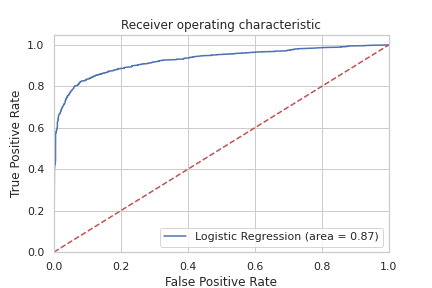 Receiver operating characteristic
True Positive Rate
1.0
0.8
0.6
0.4
0.2
0.0
Logistic Regression (area = 0.87)
0.0 0.2 0.4 0.6 0.8 1.0
False Positive Rate